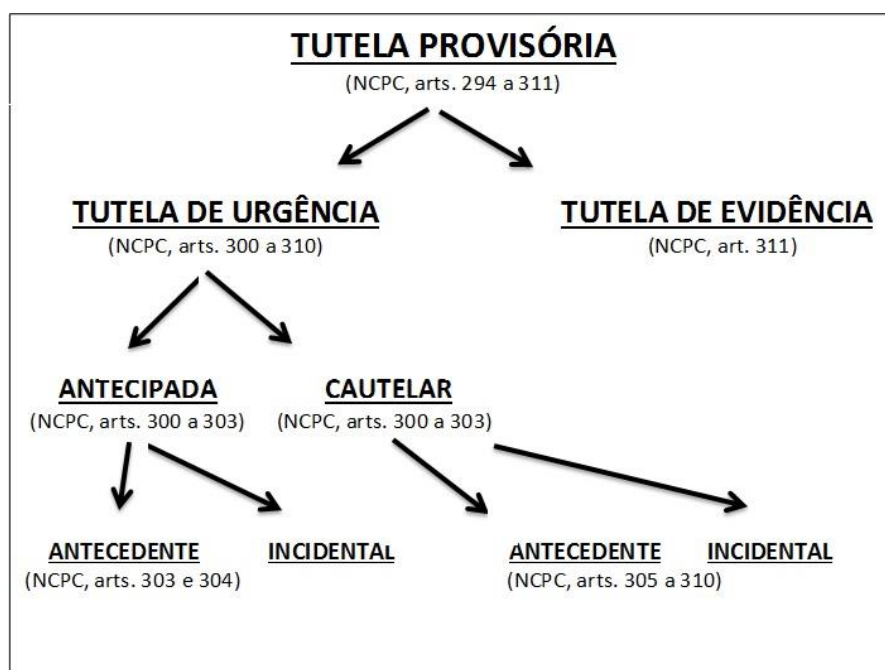 TUTELA PROVISÓRIA
(NCPC, arts. 294 a 311)
TUTELA DE URGÊNCIA
(NCPC, arts. 300 a 310)
TUTELA DE EVIDÊNCIA
(NCPC, art. 311)
ANTECIPADA
(NCPC, arts. 300 a 303)
CAUTELAR
(NCPC, arts. 300 a 303)
ANTECEDENTE
(NCPC, arts. 303 e 304)
INCIDENTAL
ANTECEDENTE
(NCPC, arts. 305 a 310)
INCIDENTAL